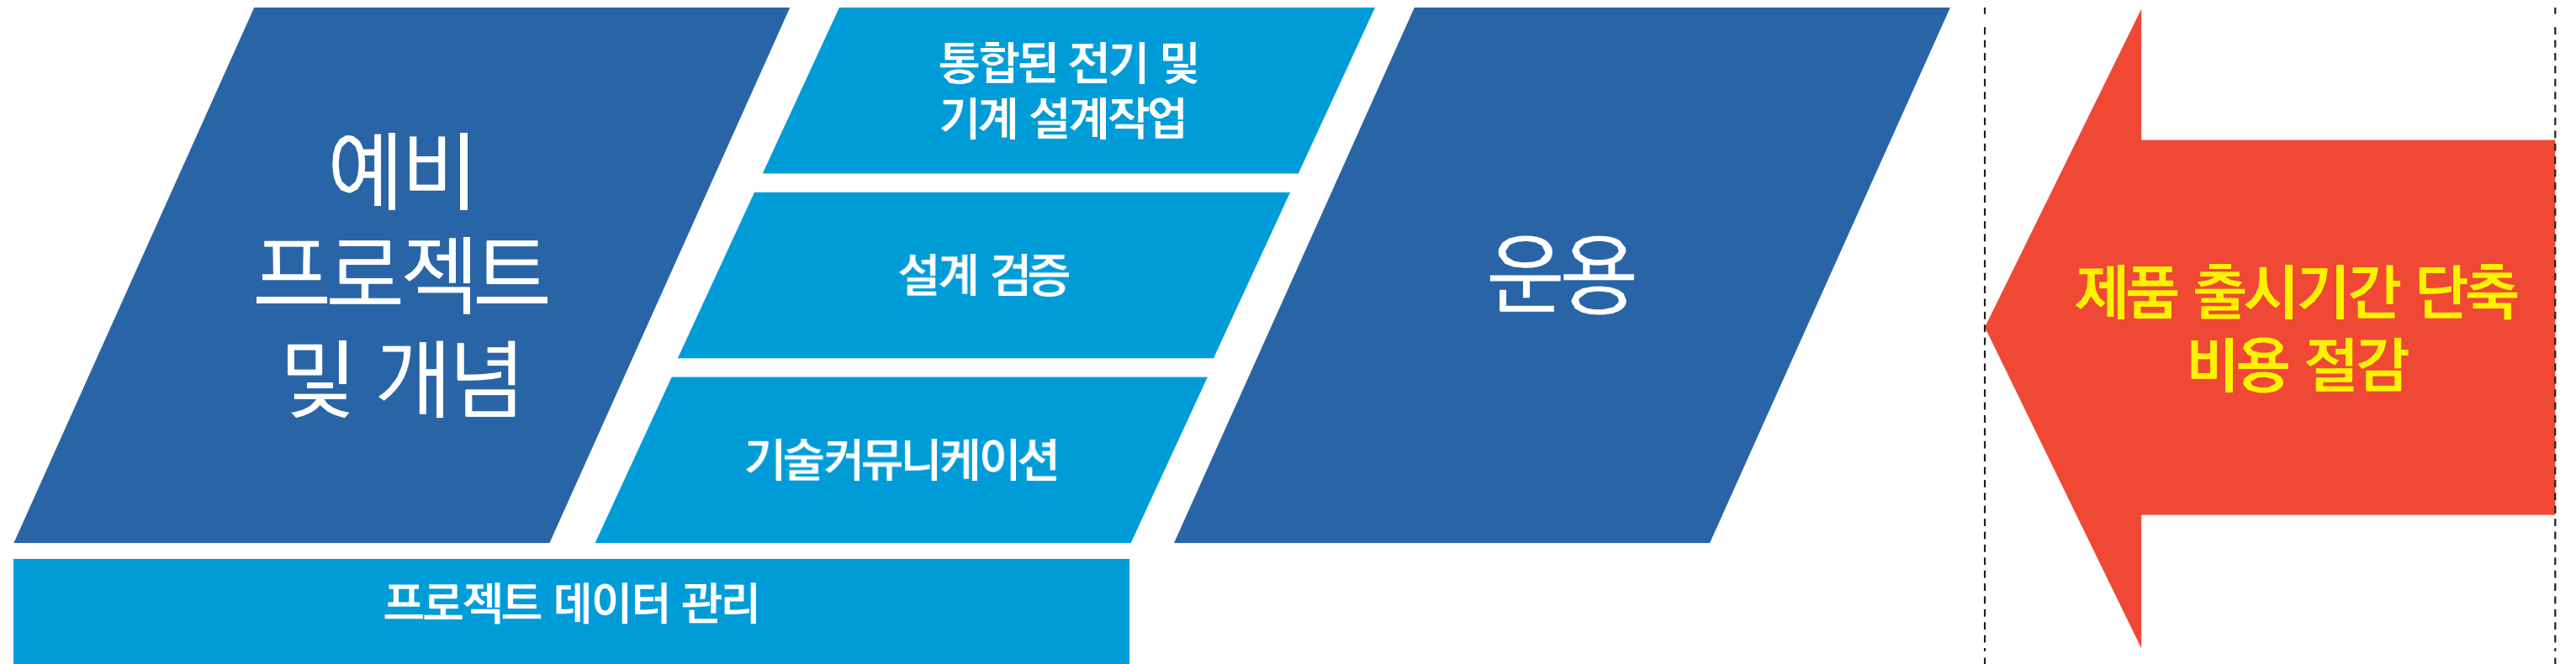 예비
프로젝트
및 개념
통합된 전기 및
기계 설계작업
설계 검증
기술커뮤니케이션
운용
제품 출시기간 단축
비용 절감
프로젝트 데이터 관리